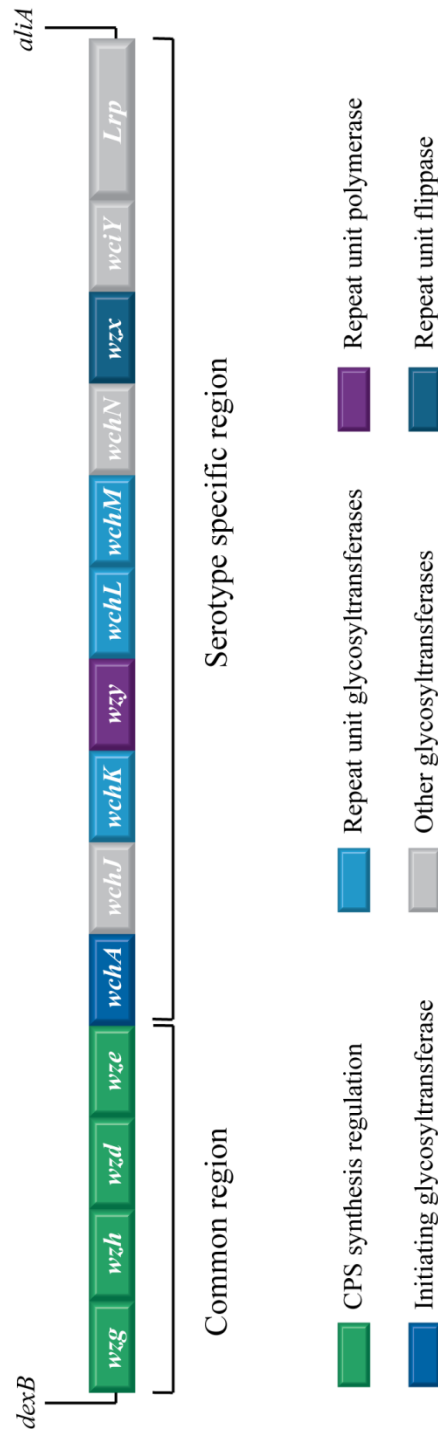 dexB
aliA
wzg wzh wzd wze wchA wchJ wchK wzy wchL wchM wchN wzx wciY Lrp
Common region
Serotype specific region
CPS synthesis regulation
Repeat unit glycosyltransferases
Repeat unit polymerase
Initiating glycosyltransferase
Other glycosyltransferases
Repeat unit flippase